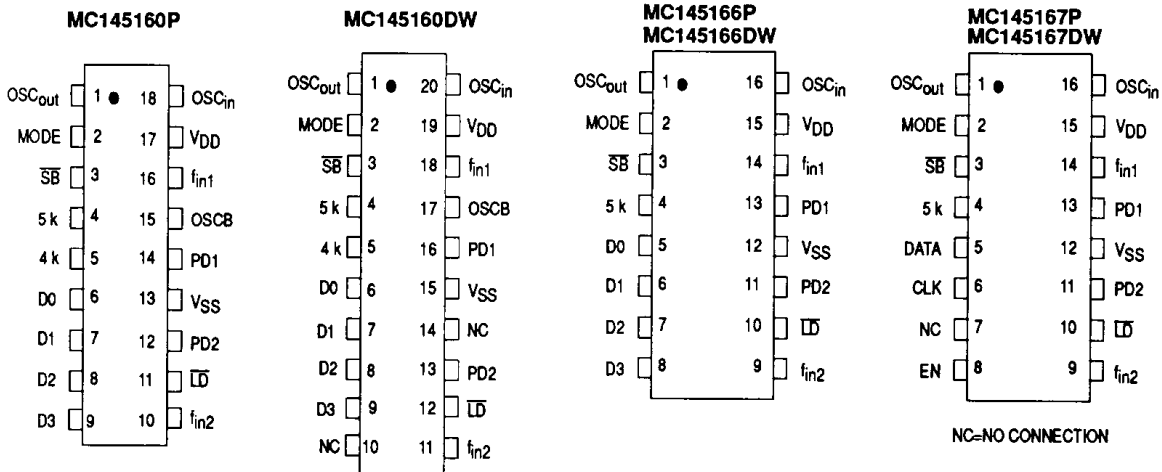 MC145160P
OSCout 1 18 OSCin
MODE 2 17 VDD
SB 3 16 fin1
5 k 4 15 OSCB
4 k 5 14 PD1
D0 6 13 VSS
D1 7 12 PD2
D2 8 11 LD
D3 9 10 fin2
MC145160DW
OSCout 1 20 OSCin
MODE 2 19 VDD
SB 3 18 fin1
5 k 4 17 OSCB
4 k 5 16 PD1
D0 6 15 VSS
D1 7 14 NC
D2 8 13 PD2
D3 9 12 LD
NC 10 11 fin2
MC145166P
MC145166DW
OSCout 1 16 OSCin
MODE 2 15 VDD
SB 3 14 fin1
5 k 4 13 PD1
D0 5 12 VSS
D1 6 11 PD2
D2 7 10 LD
D3 8 9 fin2
MC145167P
MC145167DW
OSCout 1 16 OSCin
MODE 2 15 VDD
SB 3 14 fin1
5 k 4 13 PD1
DATA 5 12 VSS
CLK 6 11 PD2
NC 7 10 LD
EN 8 9 fin2
NC=NO CONNECTION